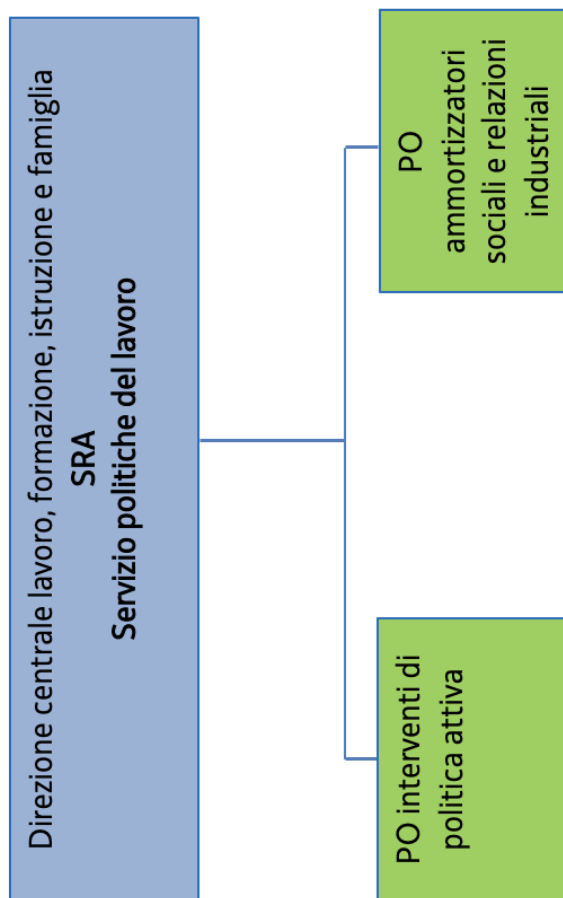 Direzione centrale lavoro, formazione, istruzione e famiglia
SRA
Servizio politiche del lavoro
PO interventi di
politica attiva
PO
ammortizzatori
sociali e relazioni
industriali